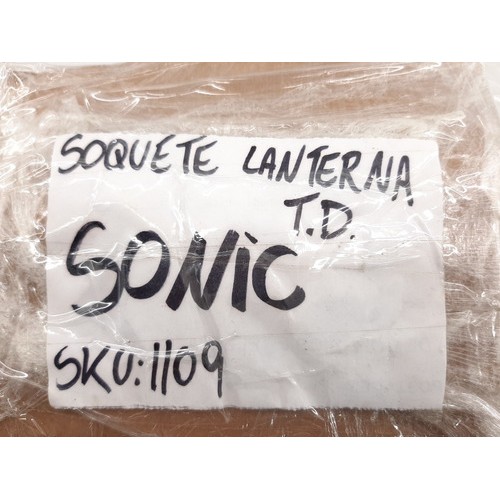 SOQUETE LANTERNA
T.D.
SONiC
SKU:1109